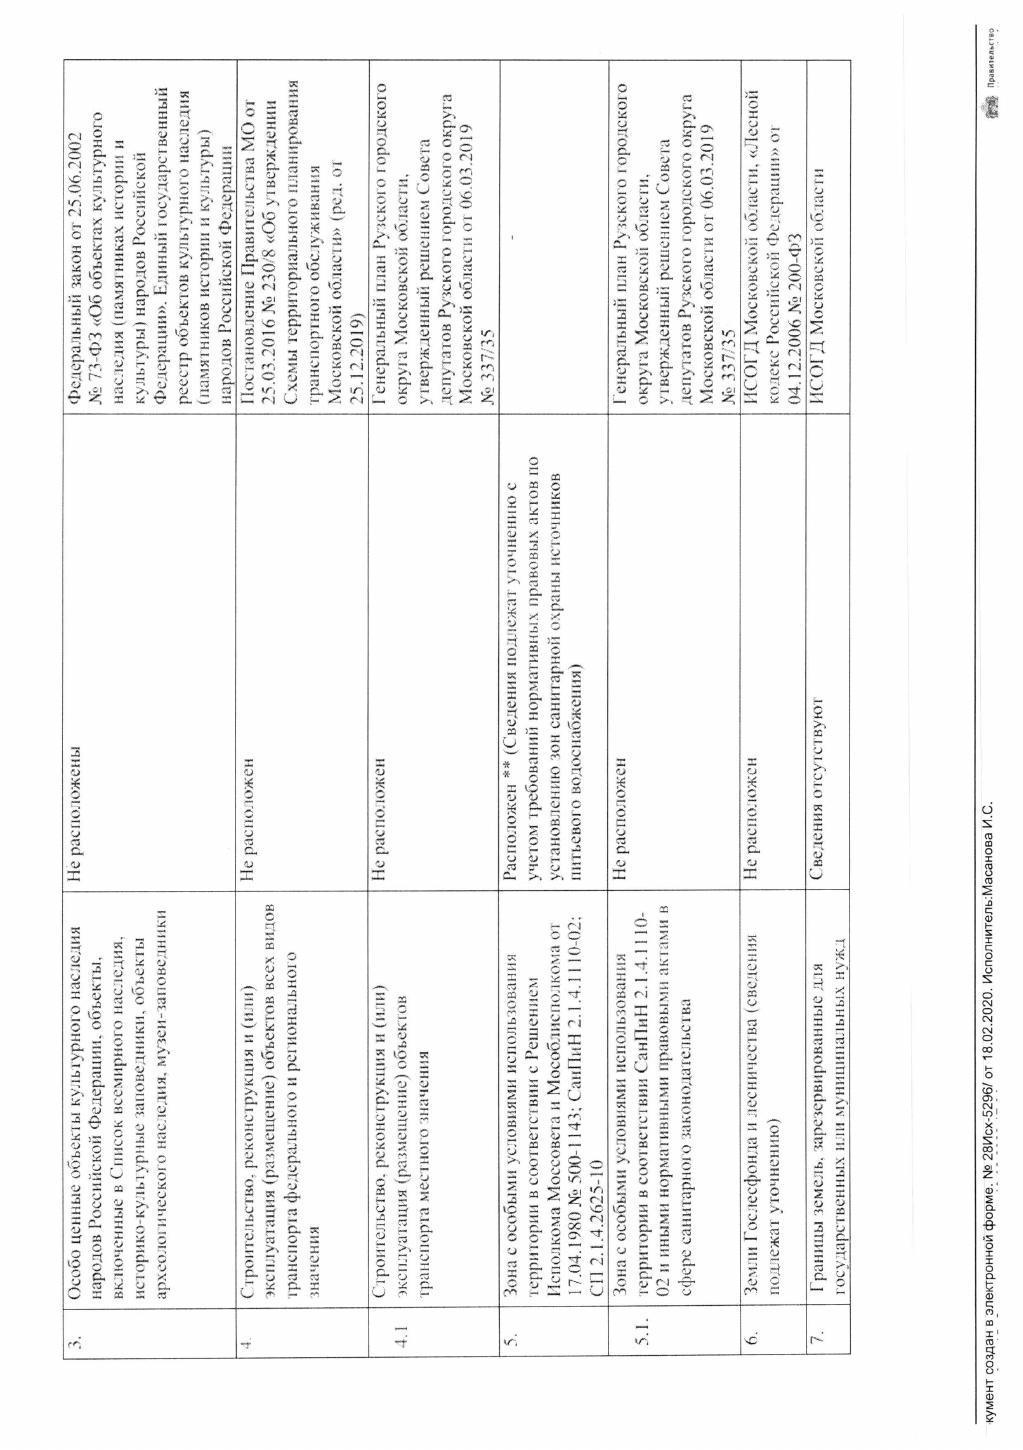 3.
Особо ценные объекты культурного наследия
народов Российской Федерации, объекты,
включенные в Список всемирного наследия,
историко-культурные заповедники, объекты
археологического наследия, музеи-заповедники
Не расположены
Федеральный закон от 25.06.2002
№ 73-ФЗ «Об объектах культурного
наследия (памятниках истории и
культуры) народов Российской
Федерации». Единый государственный
реестр объектов культурного наследия
(памятников истории и культуры)
народов Российской Федерации
4.
Строительство, реконструкция и (или)
эксплуатация (размещение) объектов всех видов
транспорта федерального и регионального
значения
Не расположен
Постановление Правительства МО от
25.03.2016 № 230/8 «Об утверждении
Схемы территориального планирования
транспортного обслуживания
Московской области» (ред. от
25.12.2019)
4.1
Строительство, реконструкция и (или)
эксплуатация (размещение) объектов
транспорта местного значения
Не расположен
Генеральный план Рузского городского
округа Московской области,
утвержденный решением Совета
депутатов Рузского городского округа
Московской области от 06.03.2019
№ 337/35
5.
Зона с особыми условиями использования
территории в соответствии с Решением
Исполкома Моссовета и Мособлисполкома от
17.04.1980 № 500-1143; СанПиН 2.1.4.1110-02;
СП 2.1.4.2625-10
Расположен ** (Сведения подлежат уточнению с
учетом требований нормативных правовых актов по
установлению зон санитарной охраны источников
питьевого водоснабжения)
-
5.1.
Зона с особыми условиями использования
территории в соответствии СанПиН 2.1.4.1110-
02 и иными нормативными правовыми актами в
сфере санитарного законодательства
Не расположен
Генеральный план Рузского городского
округа Московской области,
утвержденный решением Совета
депутатов Рузского городского округа
Московской области от 06.03.2019
№ 337/35
6.
Земли Гослесфонда и лесничества (сведения
подлежат уточнению)
Не расположен
ИСОГД Московской области, «Лесной
кодекс Российской Федерации» от
04.12.2006 № 200-ФЗ
7.
Границы земель, зарезервированные для
государственных или муниципальных нужд
Сведения отсутствуют
ИСОГД Московской области
кумент создан в электронной форме. № 28Исх-5296/ от 18.02.2020. Исполнитель:Масанова И.С.
Правительство